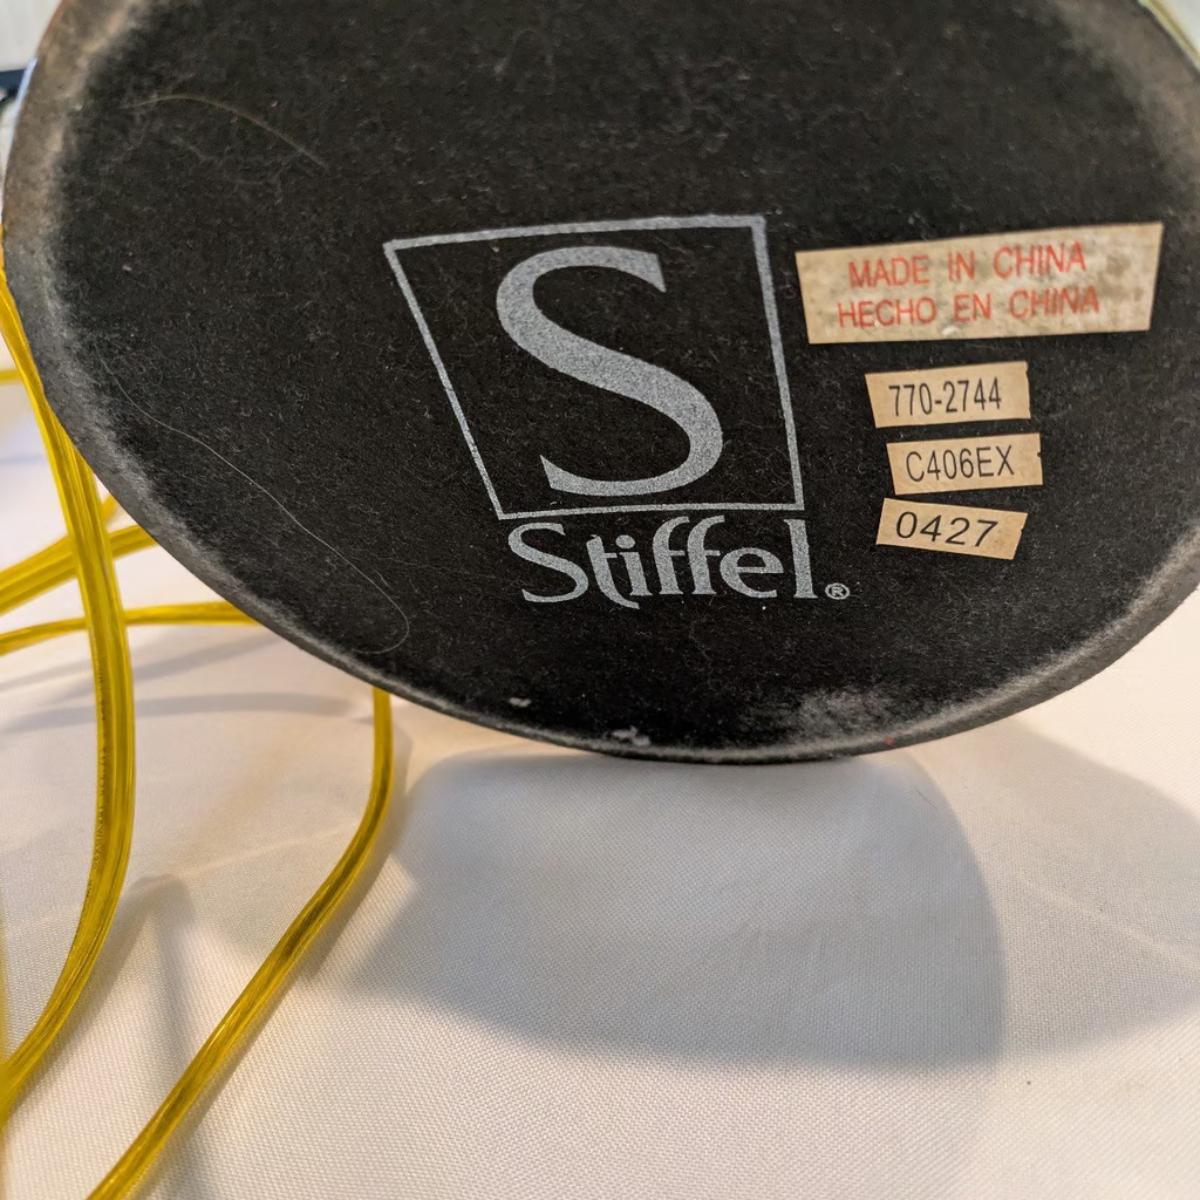 S
Stiffel®
MADE IN CHINA
HECHO EN CHINA
770-2744
C406EX
0427